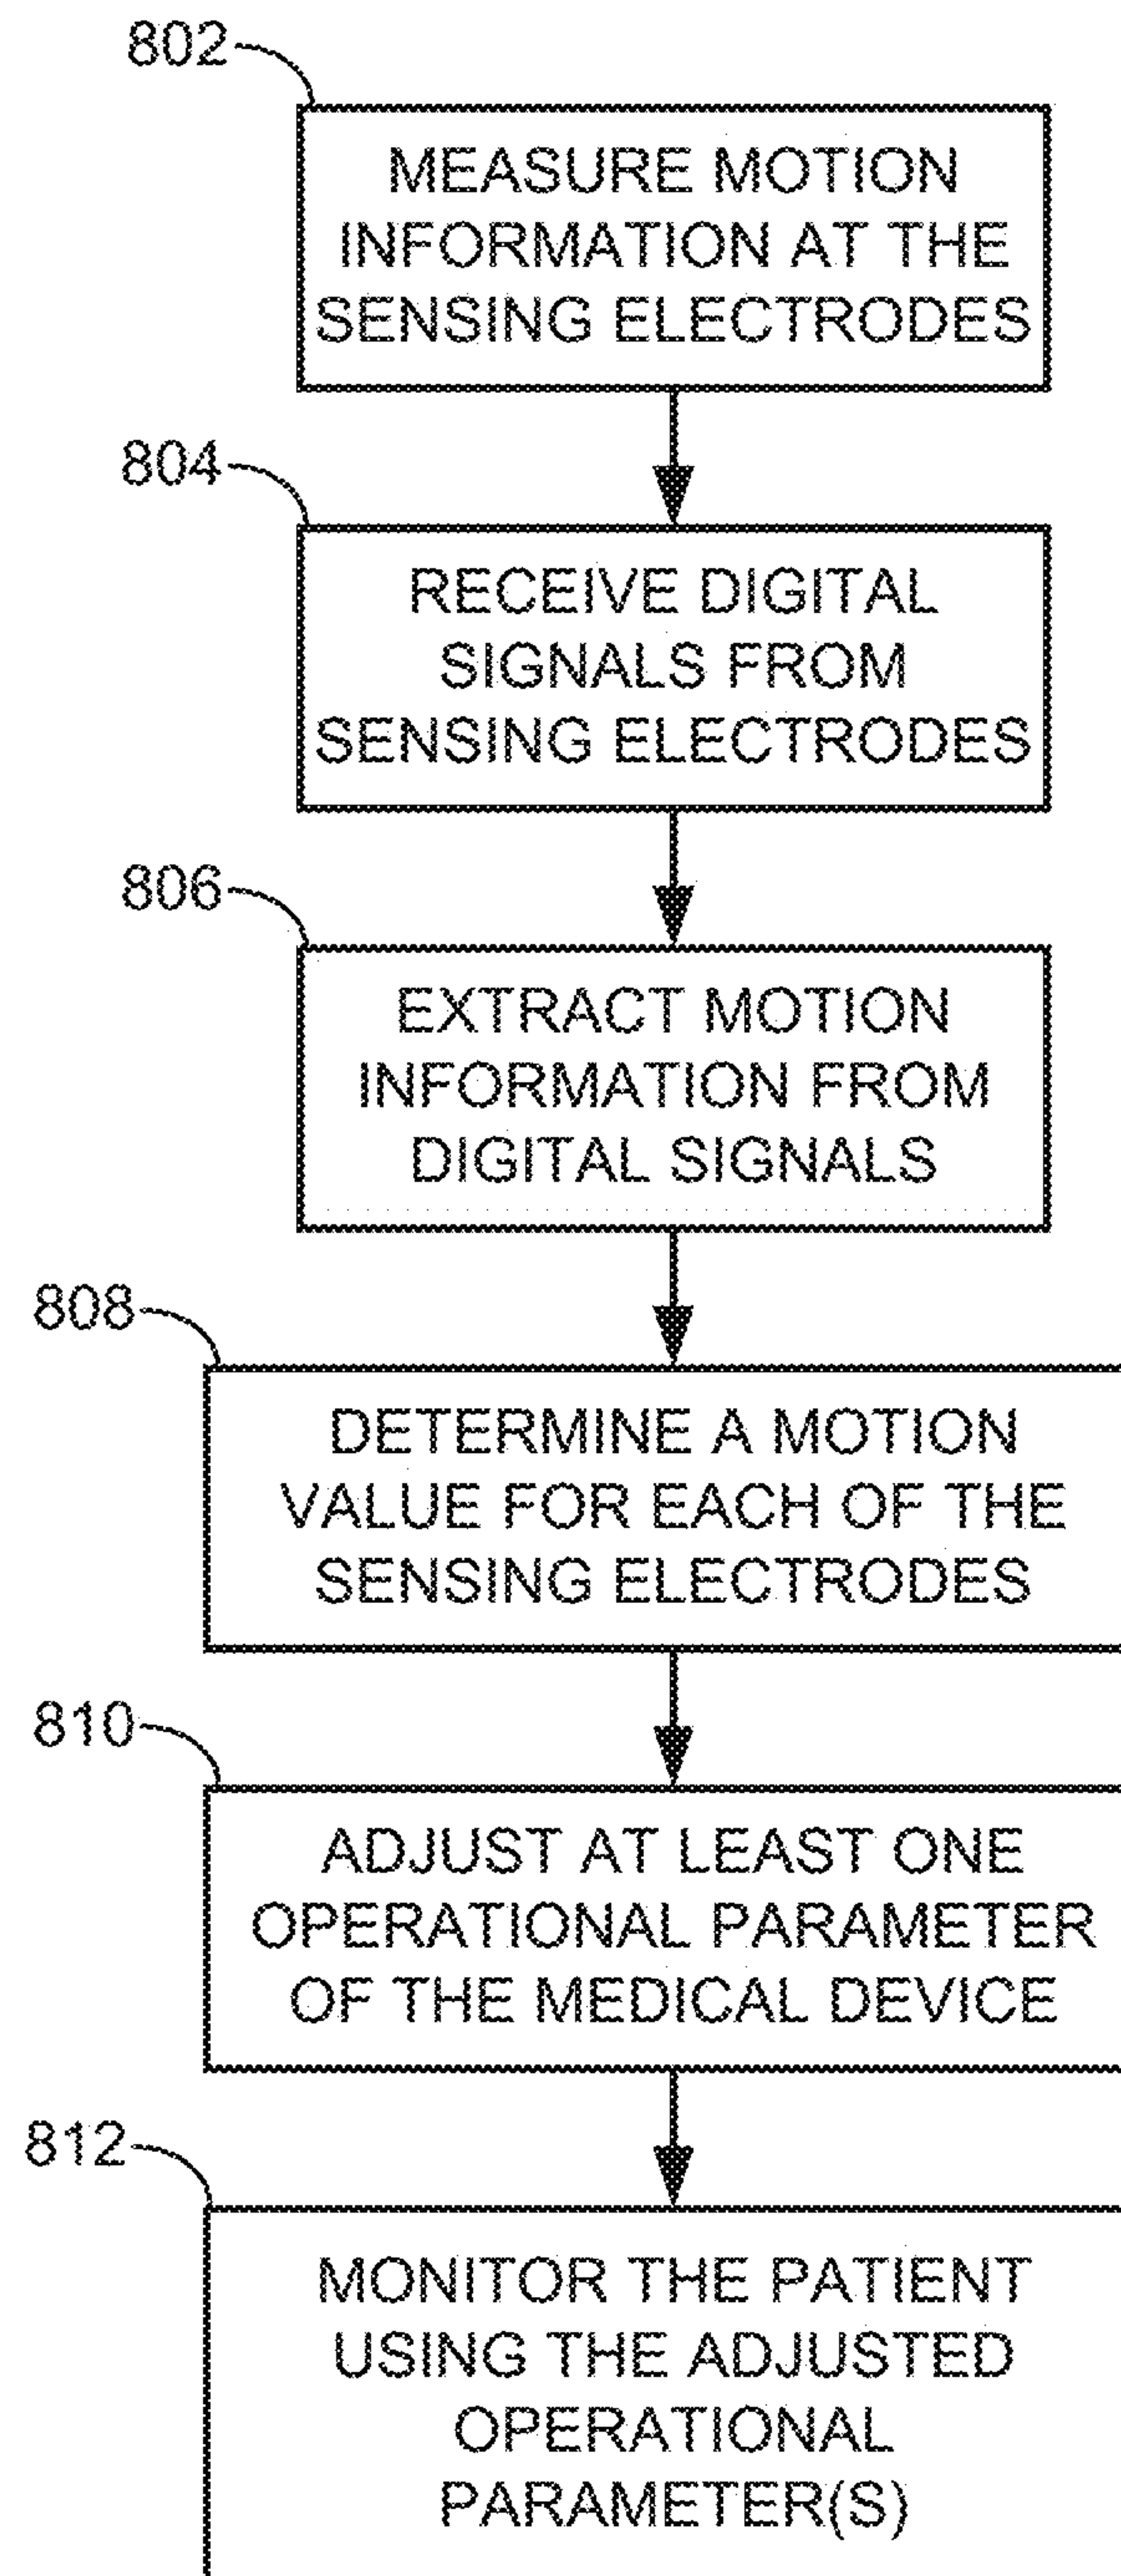 802
MEASURE MOTION
INFORMATION AT THE
SENSING ELECTRODES
804
RECEIVE DIGITAL
SIGNALS FROM
SENSING ELECTRODES
806
EXTRACT MOTION
INFORMATION FROM
DIGITAL SIGNALS
808
DETERMINE A MOTION
VALUE FOR EACH OF THE
SENSING ELECTRODES
810
ADJUST AT LEAST ONE
OPERATIONAL PARAMETER
OF THE MEDICAL DEVICE
812
MONITOR THE PATIENT
USING THE ADJUSTED
OPERATIONAL
PARAMETER(S)